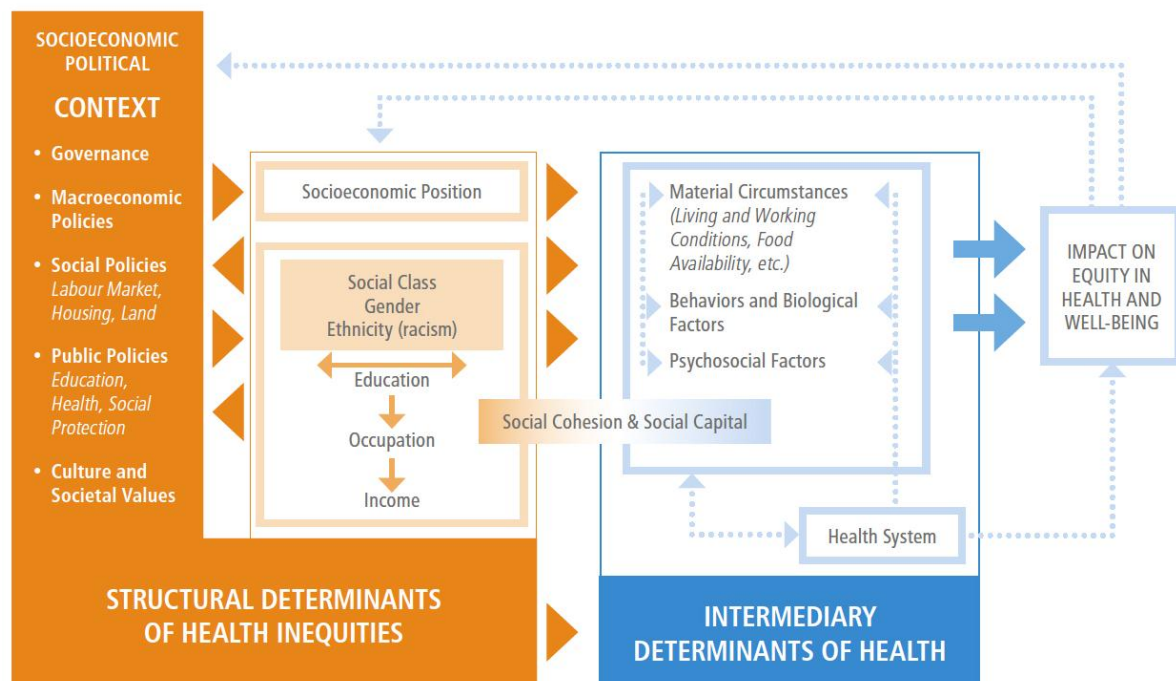 SOCIOECONOMIC
POLITICAL
CONTEXT
• Governance
• Macroeconomic
Policies
• Social Policies
Labour Market,
Housing, Land
• Public Policies
Education,
Health, Social
Protection
• Culture and
Societal Values
Socioeconomic Position
Social Class
Gender
Ethnicity (racism)
Education
Occupation
Income
Social Cohesion & Social Capital
Material Circumstances
(Living and Working
Conditions, Food
Availability, etc.)
Behaviors and Biological
Factors
Psychosocial Factors
Health System
IMPACT ON
EQUITY IN
HEALTH AND
WELL-BEING
STRUCTURAL DETERMINANTS
OF HEALTH INEQUITIES
INTERMEDIARY
DETERMINANTS OF HEALTH